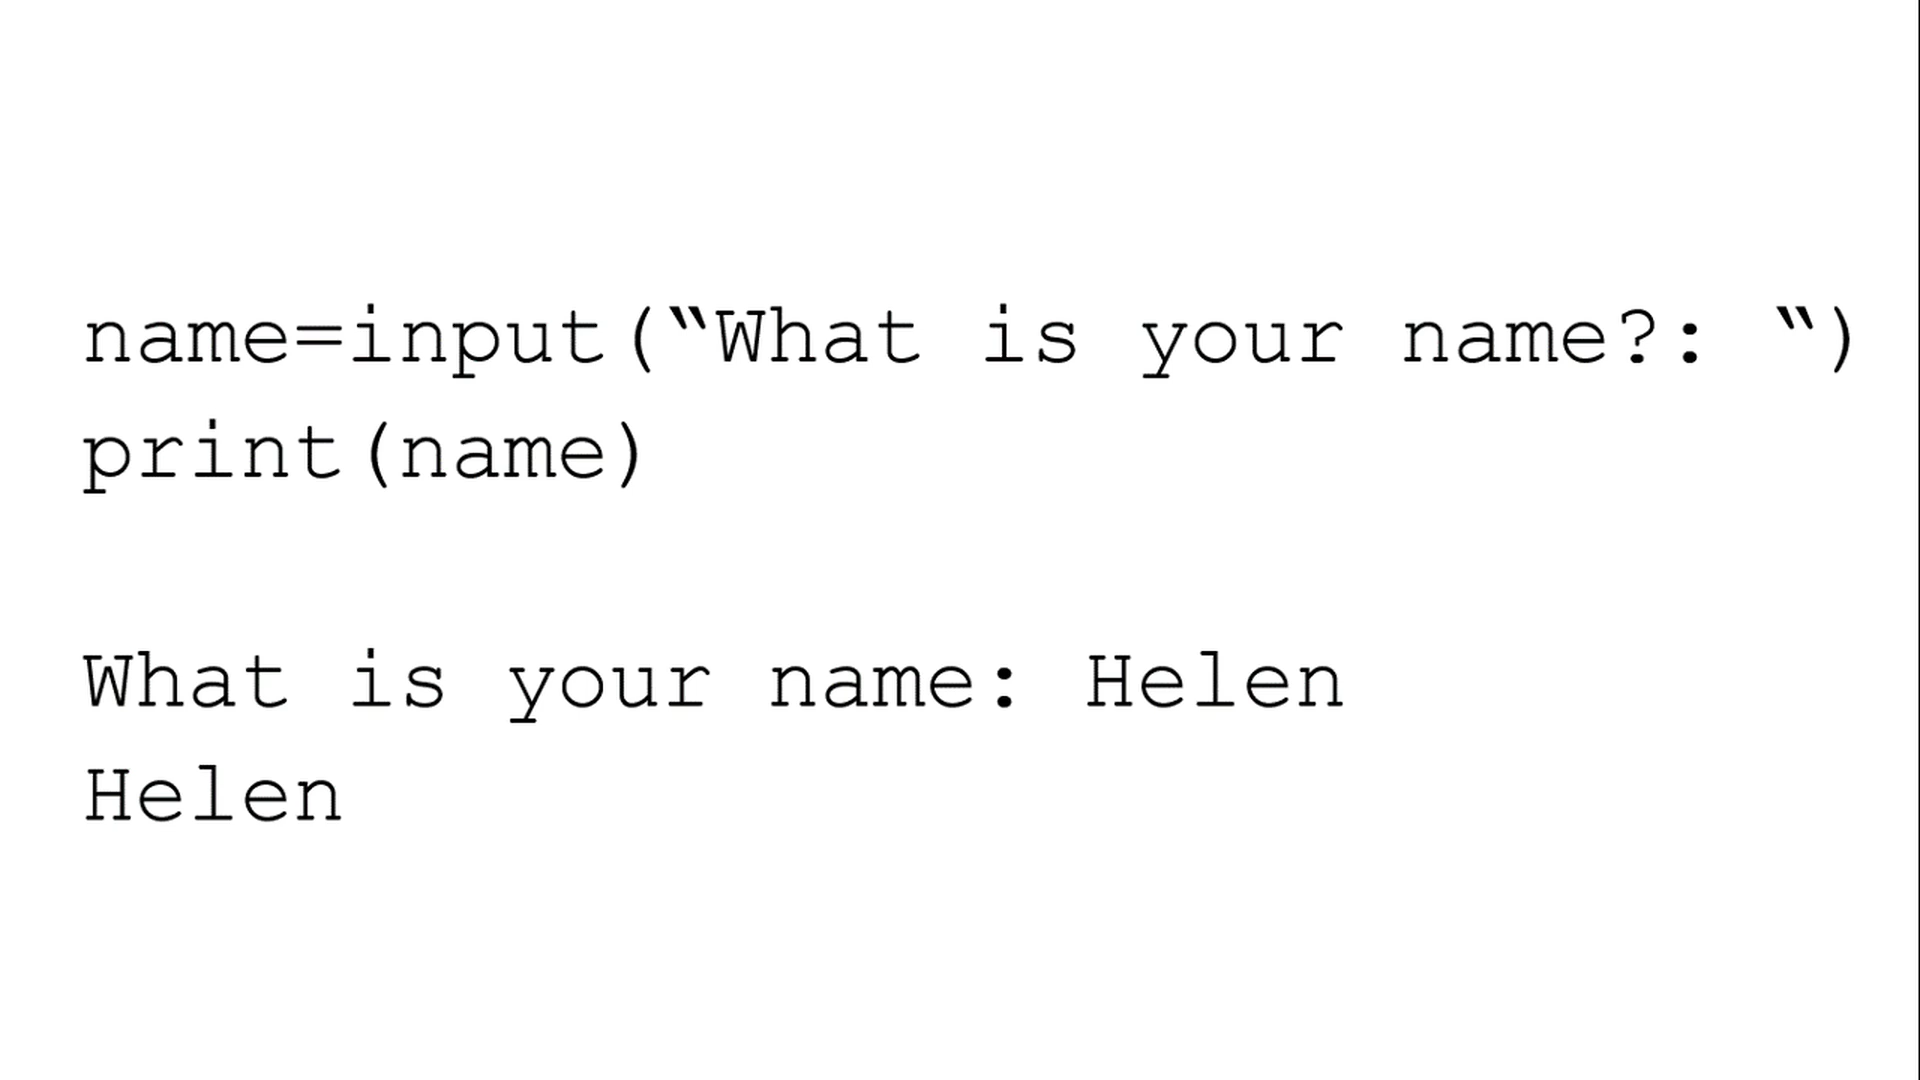 name=input(“What is your name?: “)
print(name)
What is your name: Helen
Helen